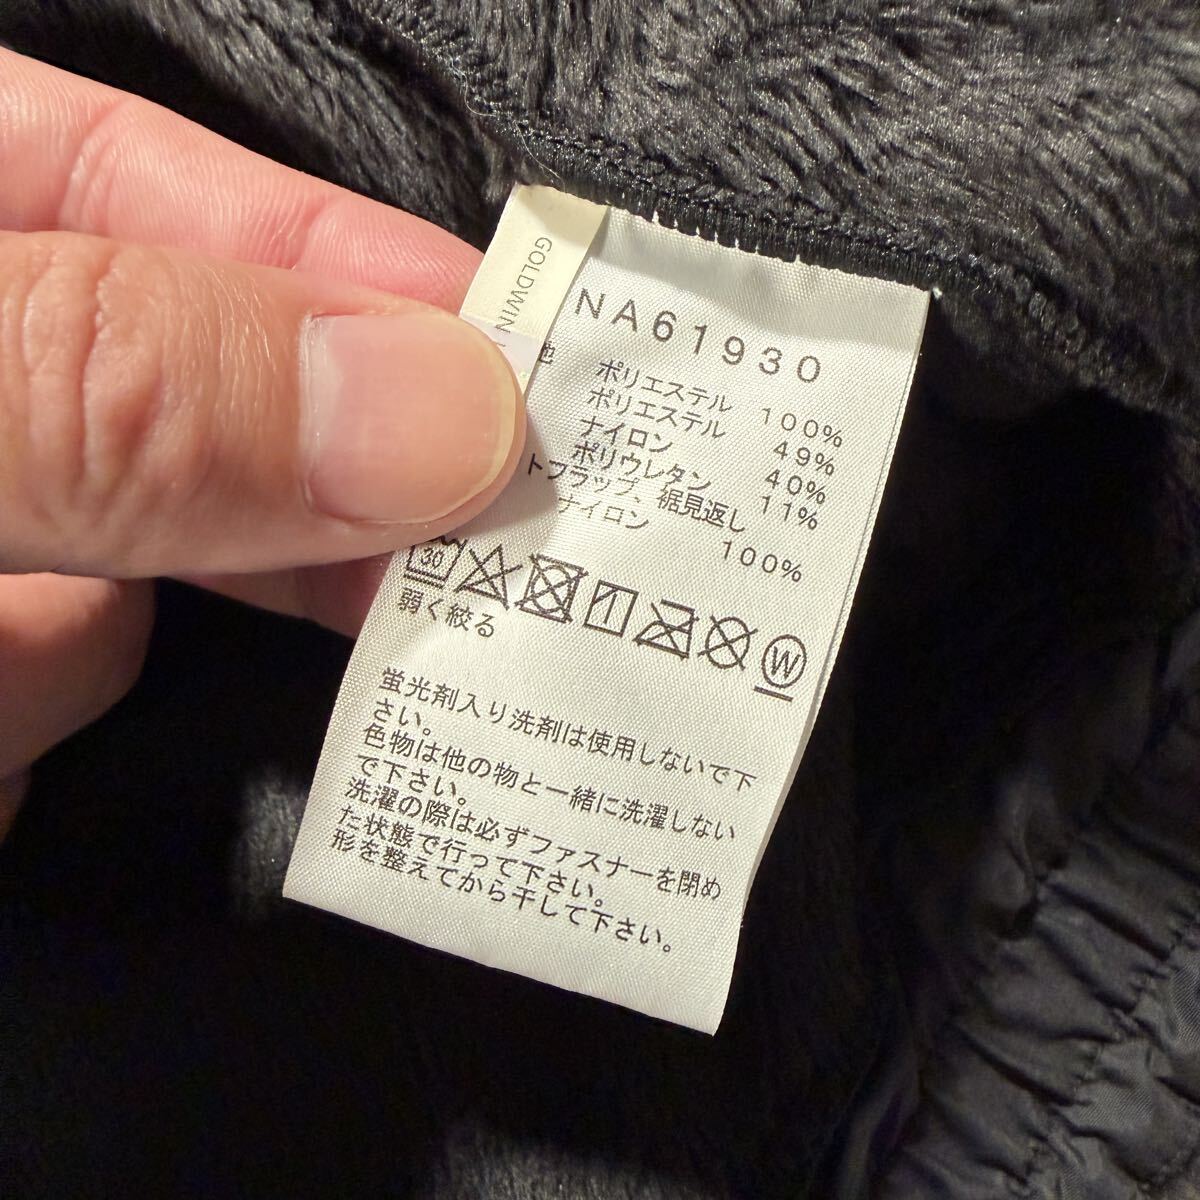 GOLDWIN
NA61930
地
ポリエステル 100%
ポリエステル 49%
ナイロン 40%
ポリウレタン 11%
トフラップ、裾見返し
ナイロン 100%
30
弱く絞る
W
蛍光剤入り洗剤は使用しないで下
さい。
色物は他の物と一緒に洗濯しない
で下さい。
洗濯の際は必ずファスナーを閉め
た状態で行って下さい。
形を整えてから干して下さい。